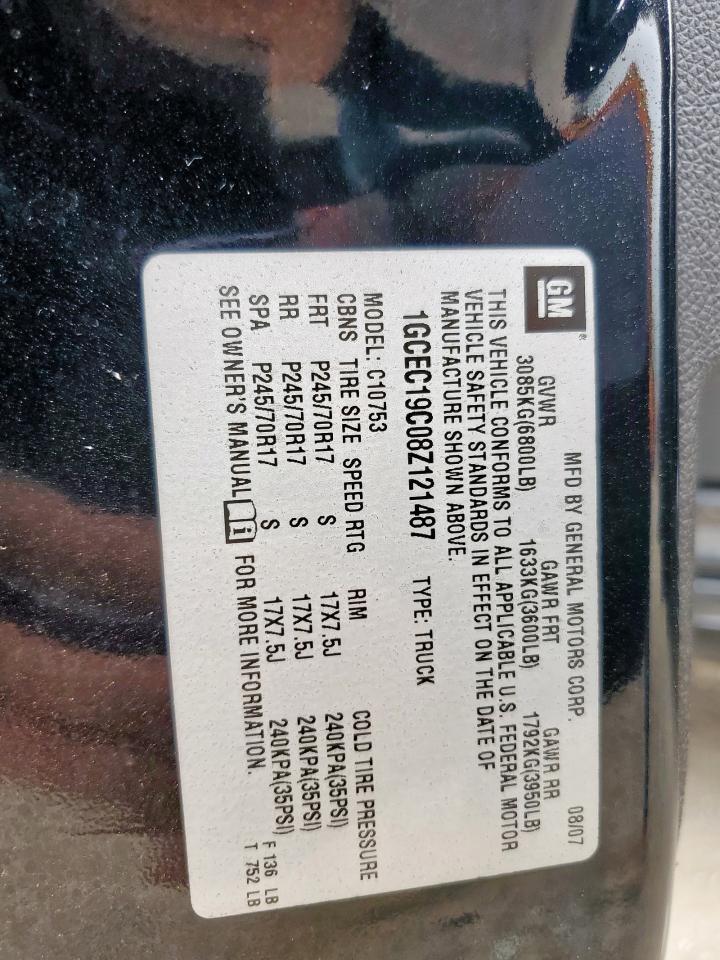 GM®
MFD BY GENERAL MOTORS CORP. 08/07
GVWR GAWR FRT GAWR RR
3085KG(6800LB) 1633KG(3600LB) 1792KG(3950LB)
THIS VEHICLE CONFORMS TO ALL APPLICABLE U.S. FEDERAL MOTOR
VEHICLE SAFETY STANDARDS IN EFFECT ON THE DATE OF
MANUFACTURE SHOWN ABOVE.
1GCEC19C08Z121487 TYPE: TRUCK
MODEL: C10753
CBNS TIRE SIZE SPEED RTG RIM COLD TIRE PRESSURE
FRT P245/70R17 S 17X7.5J 240KPA(35PSI)
RR P245/70R17 S 17X7.5J 240KPA(35PSI)
SPA P245/70R17 S 17X7.5J 240KPA(35PSI)
SEE OWNER'S MANUAL i FOR MORE INFORMATION.
F 136 LB
T 752 LB